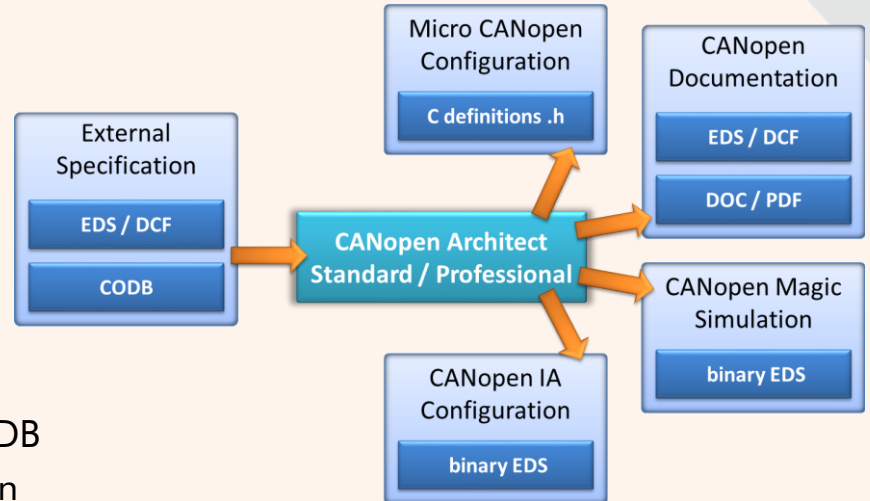 External
Specification
EDS / DCF
CODB
CANopen Architect
Standard / Professional
Micro CANopen
Configuration
C definitions .h
CANopen
Documentation
EDS / DCF
DOC / PDF
CANopen Magic
Simulation
binary EDS
CANopen IA
Configuration
binary EDS
DB
n